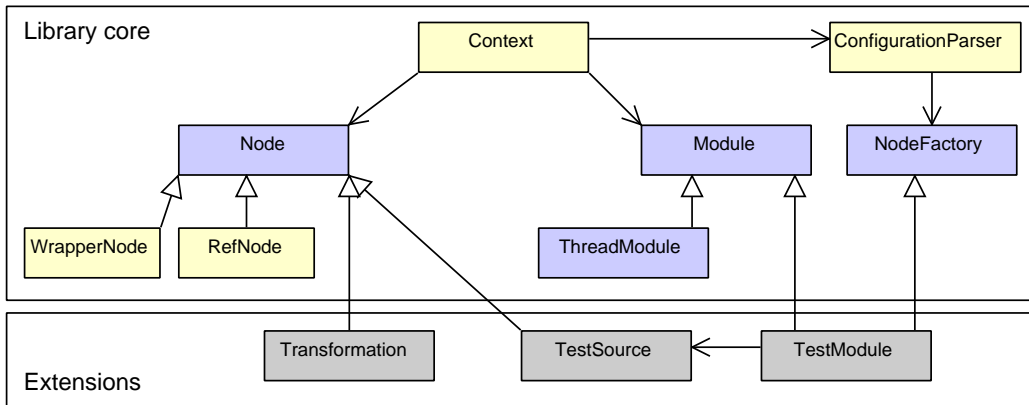 Library core
Context
ConfigurationParser
Node
Module
NodeFactory
WrapperNode
RefNode
ThreadModule
Transformation
TestSource
TestModule
Extensions